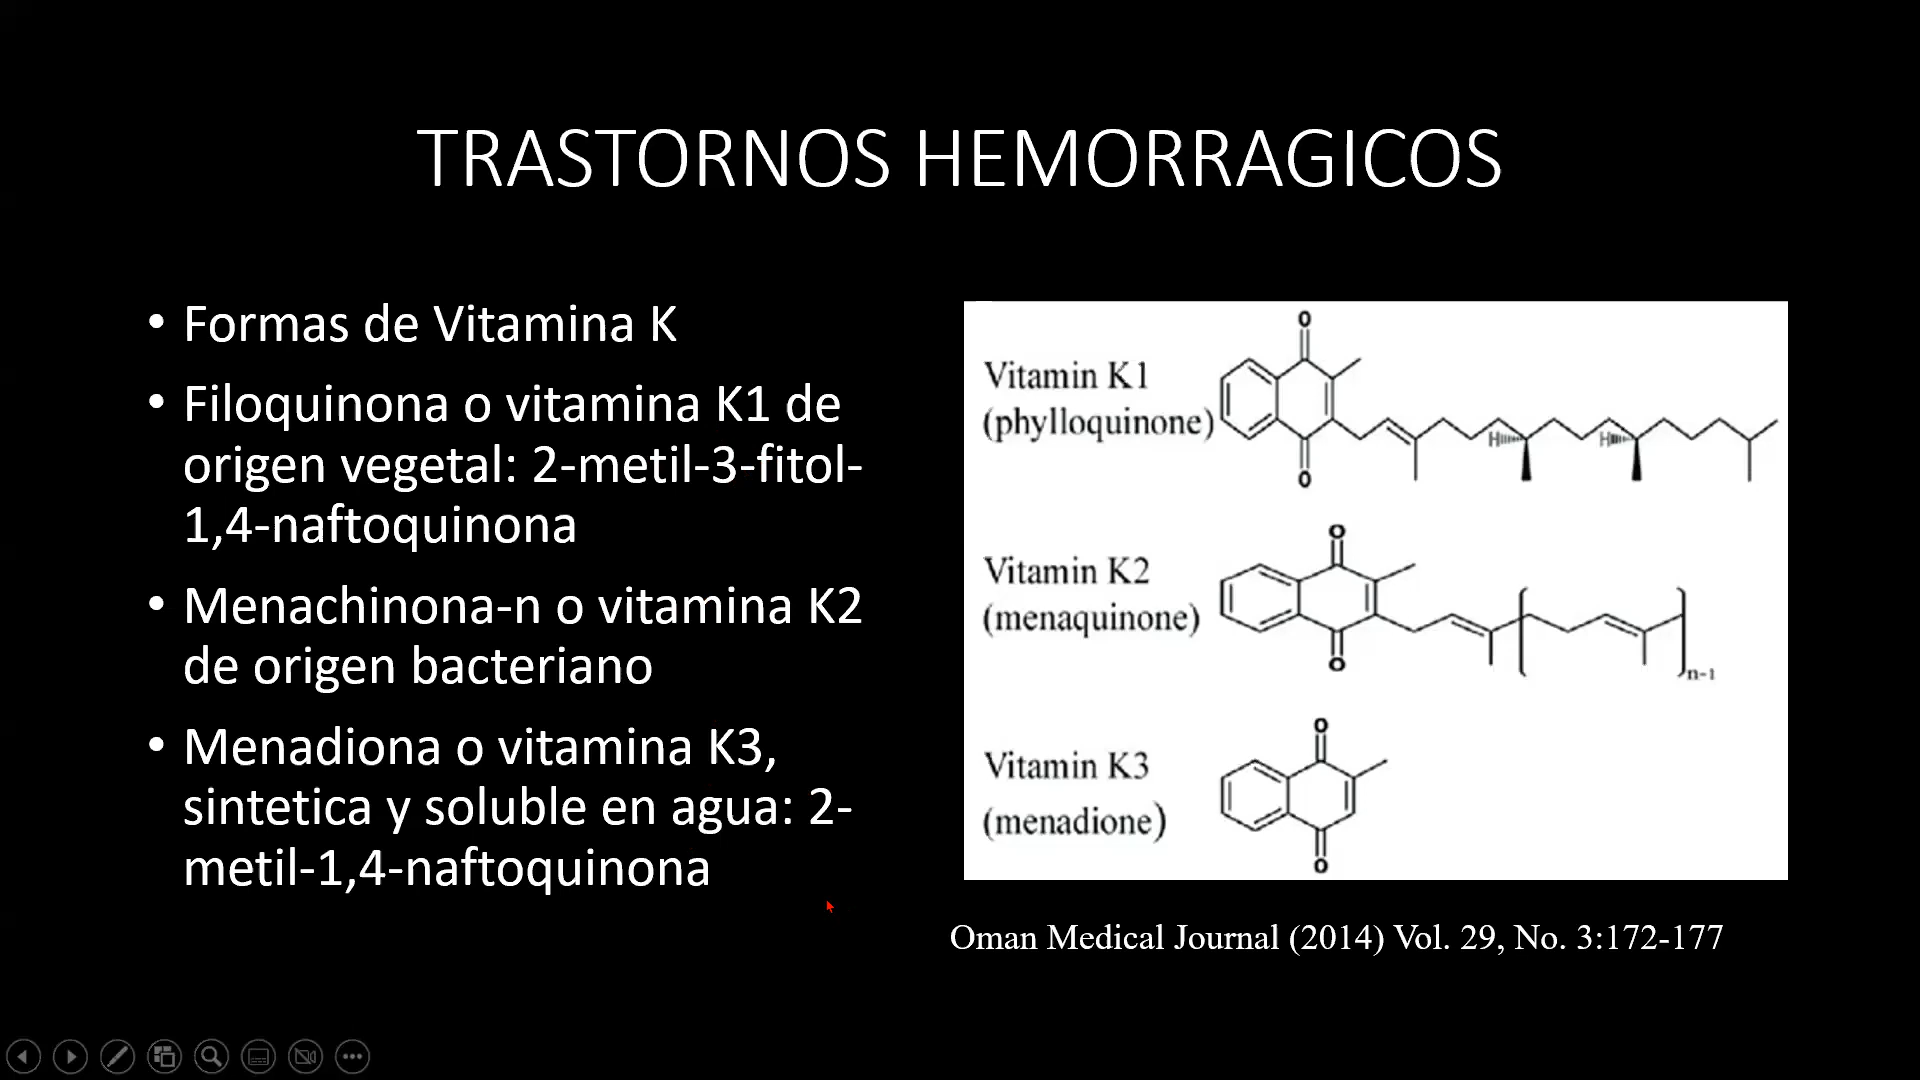 TRASTORNOS HEMORRAGICOS
• Formas de Vitamina K
• Filoquinona o vitamina K1 de
origen vegetal: 2-metil-3-fitol-
1,4-naftoquinona
• Menachinona-n o vitamina K2
de origen bacteriano
• Menadiona o vitamina K3,
sintetica y soluble en agua: 2-
metil-1,4-naftoquinona
O
Vitamin K1
(phylloquinone)
H H
O
O
Vitamin K2
(menaquinone)
O
n-1
O
Vitamin K3
(menadione)
O
Oman Medical Journal (2014) Vol. 29, No. 3:172-177